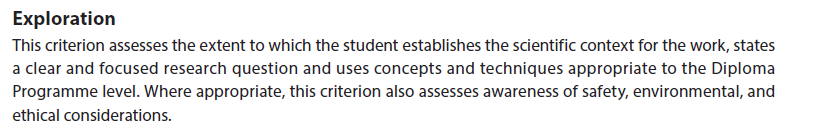 Exploration
This criterion assesses the extent to which the student establishes the scientific context for the work, states
a clear and focused research question and uses concepts and techniques appropriate to the Diploma
Programme level. Where appropriate, this criterion also assesses awareness of safety, environmental, and
ethical considerations.